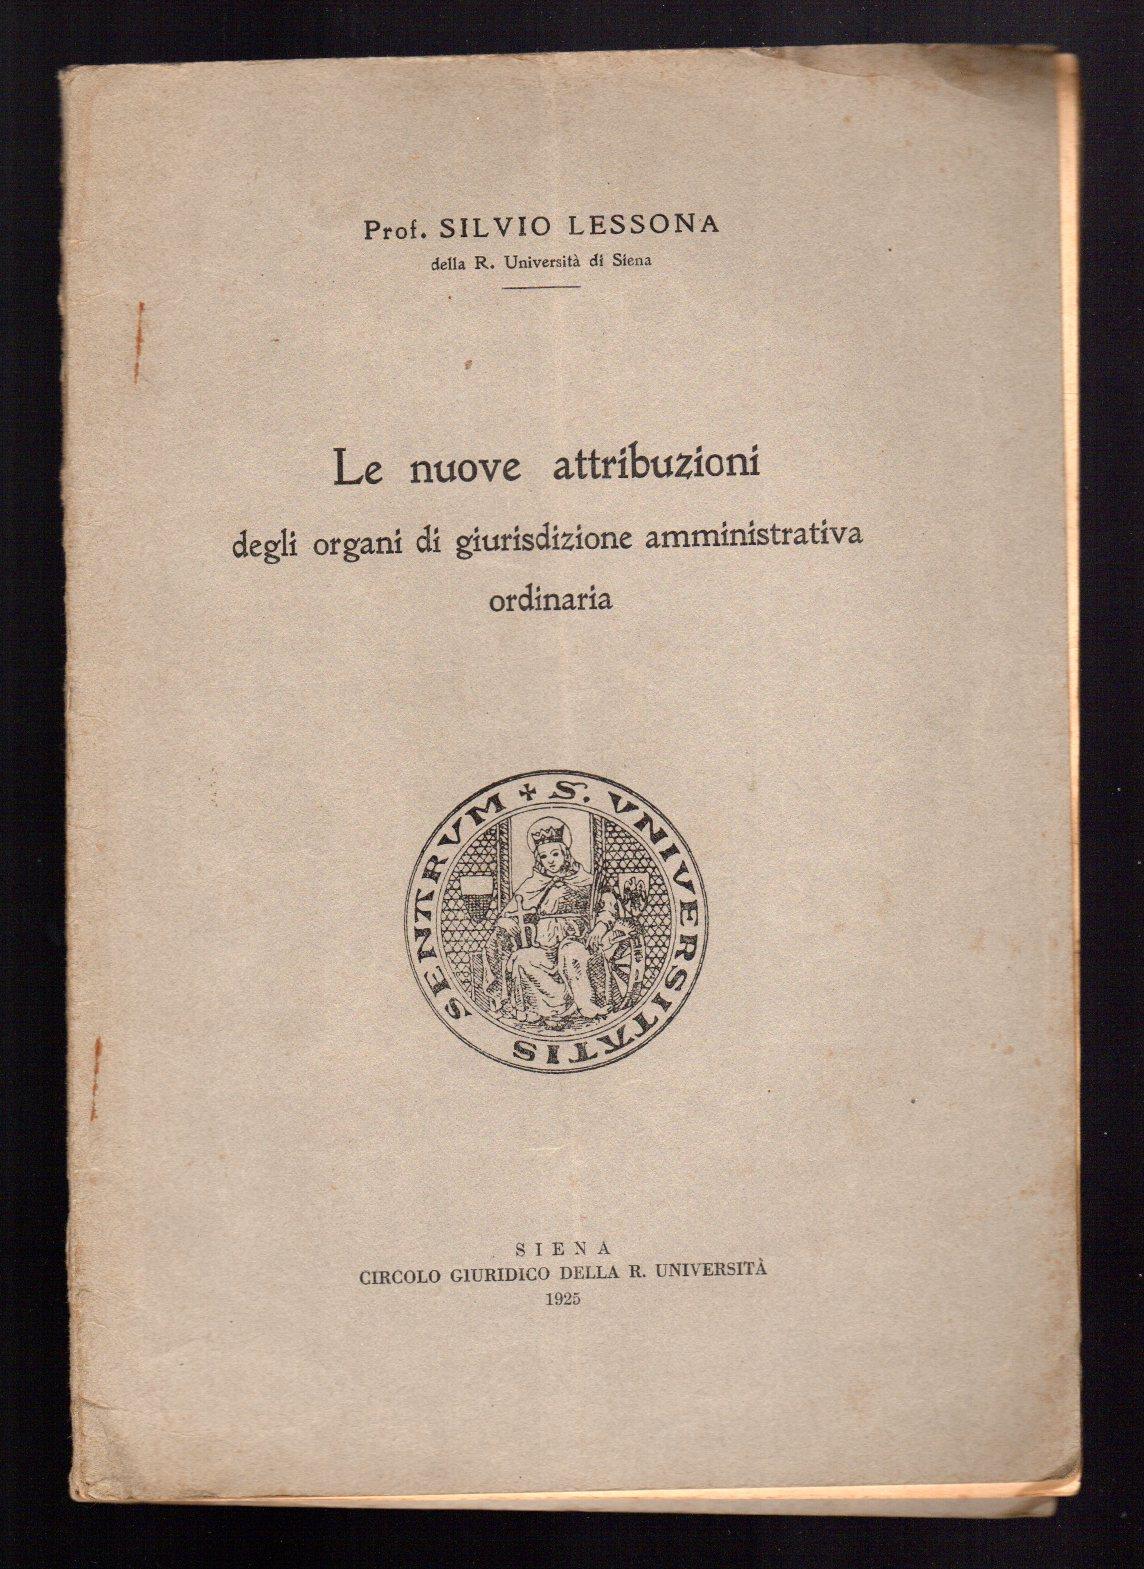 Prof. SILVIO LESSONA
della R. Università di Siena
Le nuove attribuzioni
degli organi di giurisdizione amministrativa
ordinaria
✠ S. VNIVERSITATIS SENARVM
SIENA
CIRCOLO GIURIDICO DELLA R. UNIVERSITÀ
1925